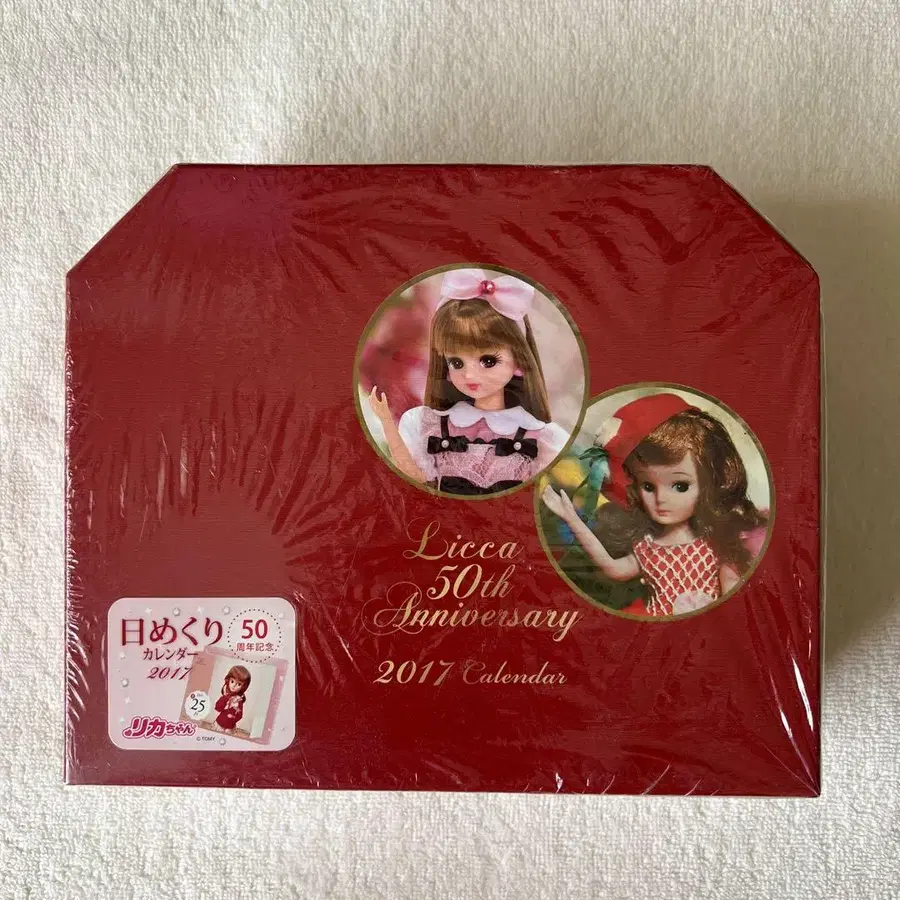 Licca
50th
Anniversary
2017 Calendar
日めくり
カレンダー
2017
50
周年記念
25
リカちゃん
© TOMY